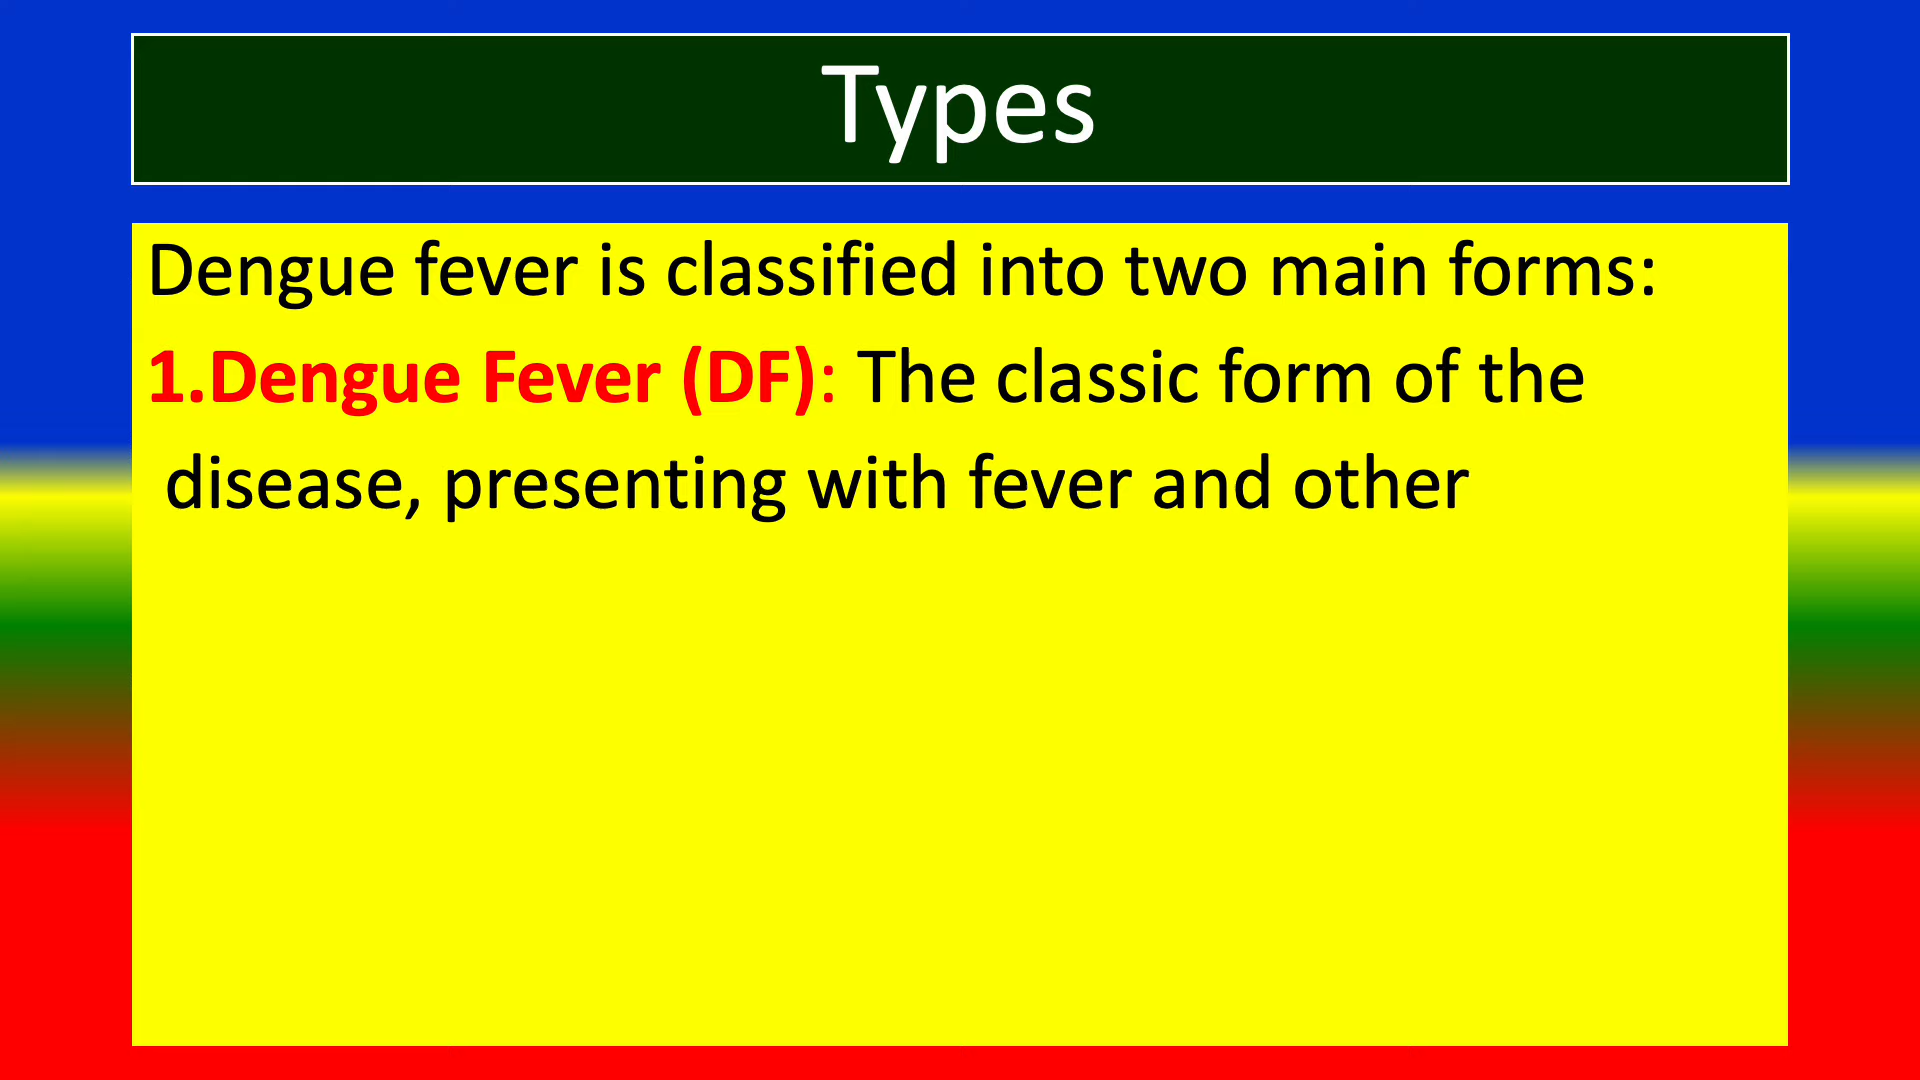 Types
Dengue fever is classified into two main forms:
1.Dengue Fever (DF): The classic form of the
disease, presenting with fever and other